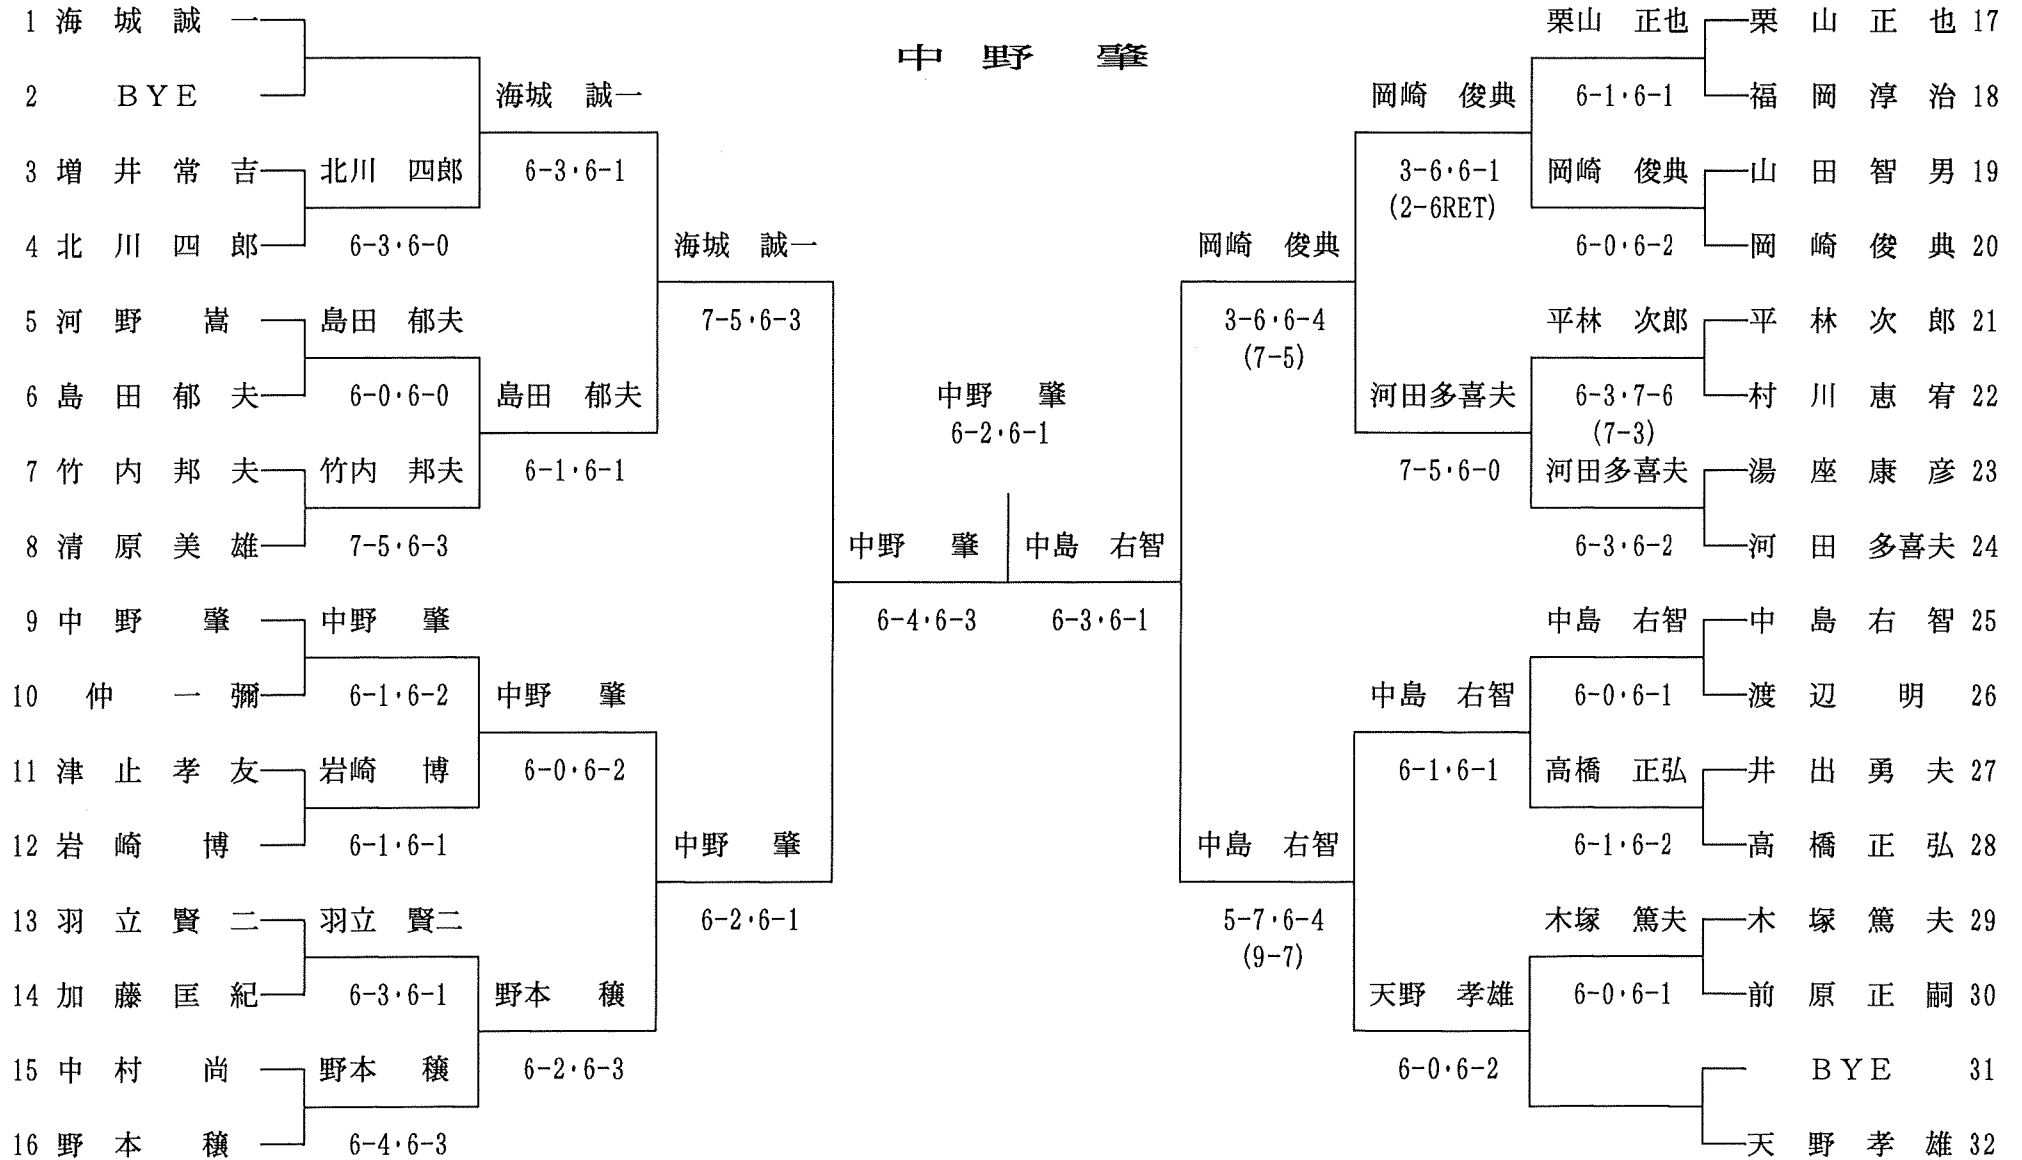 中野 肇
1 海城誠一
2 BYE
3 増井常吉
4 北川四郎
5 河野嵩
6 島田郁夫
7 竹内邦夫
8 清原美雄
9 中野肇
10 仲一彌
11 津止孝友
12 岩崎博
13 羽立賢二
14 加藤匡紀
15 中村尚
16 野本穣
北川 四郎
6-3・6-0
島田 郁夫
6-0・6-0
竹内 邦夫
7-5・6-3
中野 肇
6-1・6-2
岩崎 博
6-1・6-1
羽立 賢二
6-3・6-1
野本 穣
6-4・6-3
海城 誠一
6-3・6-1
島田 郁夫
6-1・6-1
中野 肇
6-0・6-2
野本 穣
6-2・6-3
海城 誠一
7-5・6-3
中野 肇
6-2・6-1
中野 肇
6-4・6-3
中野 肇
6-2・6-1
中島 右智
6-3・6-1
岡崎 俊典
3-6・6-4
(7-5)
中島 右智
5-7・6-4
(9-7)
岡崎 俊典
3-6・6-1
(2-6RET)
河田多喜夫
7-5・6-0
中島 右智
6-1・6-1
天野 孝雄
6-0・6-2
栗山 正也
6-1・6-1
岡崎 俊典
6-0・6-2
平林 次郎
6-3・7-6
(7-3)
河田多喜夫
6-3・6-2
中島 右智
6-0・6-1
高橋 正弘
6-1・6-2
木塚 篤夫
6-0・6-1
栗山正也 17
福岡淳治 18
山田智男 19
岡崎俊典 20
平林次郎 21
村川恵宥 22
湯座康彦 23
河田多喜夫 24
中島右智 25
渡辺明 26
井出勇夫 27
高橋正弘 28
木塚篤夫 29
前原正嗣 30
BYE 31
天野孝雄 32